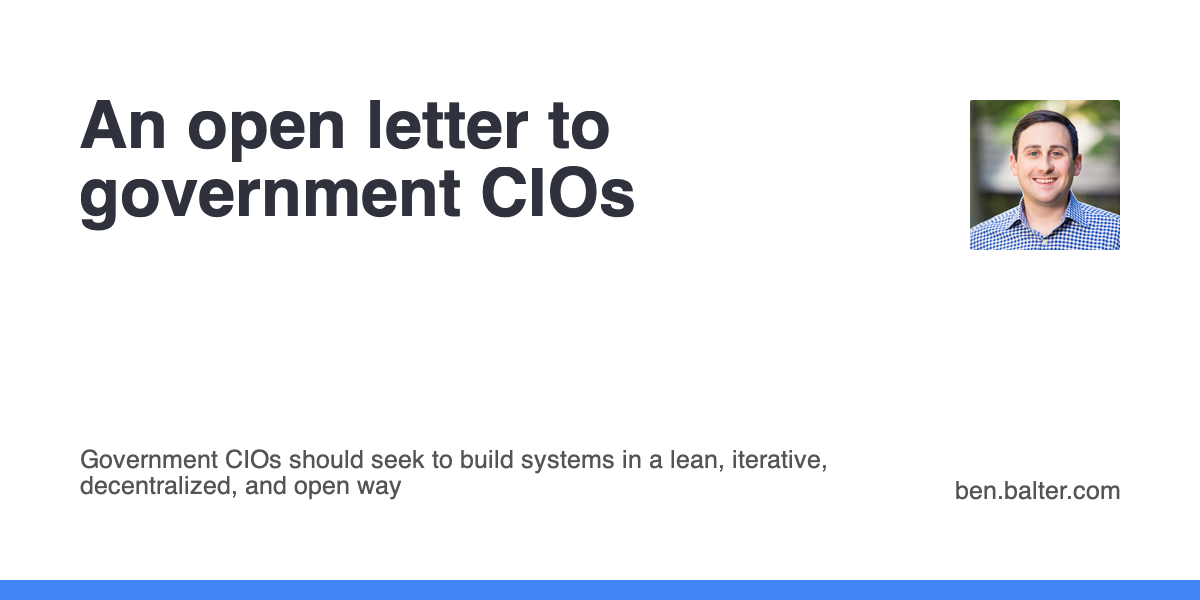 An open letter to
government CIOs
Government CIOs should seek to build systems in a lean, iterative,
decentralized, and open way
ben.balter.com